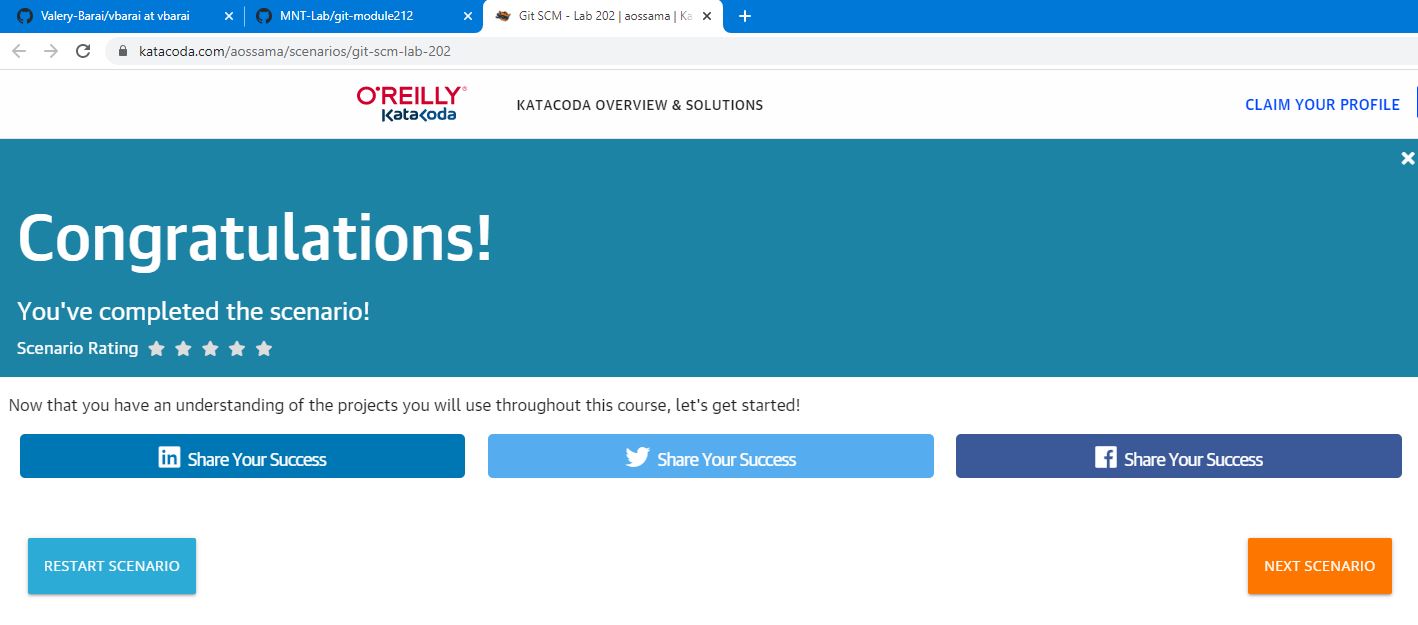 Valery-Barai/vbarai at vbarai
MNT-Lab/git-module212
Git SCM - Lab 202 | aossama | Ka
katacoda.com/aossama/scenarios/git-scm-lab-202
O'REILLY®
KataKoda
KATACODA OVERVIEW & SOLUTIONS
CLAIM YOUR PROFILE
Congratulations!
You've completed the scenario!
Scenario Rating
Now that you have an understanding of the projects you will use throughout this course, let's get started!
in Share Your Success
Share Your Success
f Share Your Success
RESTART SCENARIO
NEXT SCENARIO